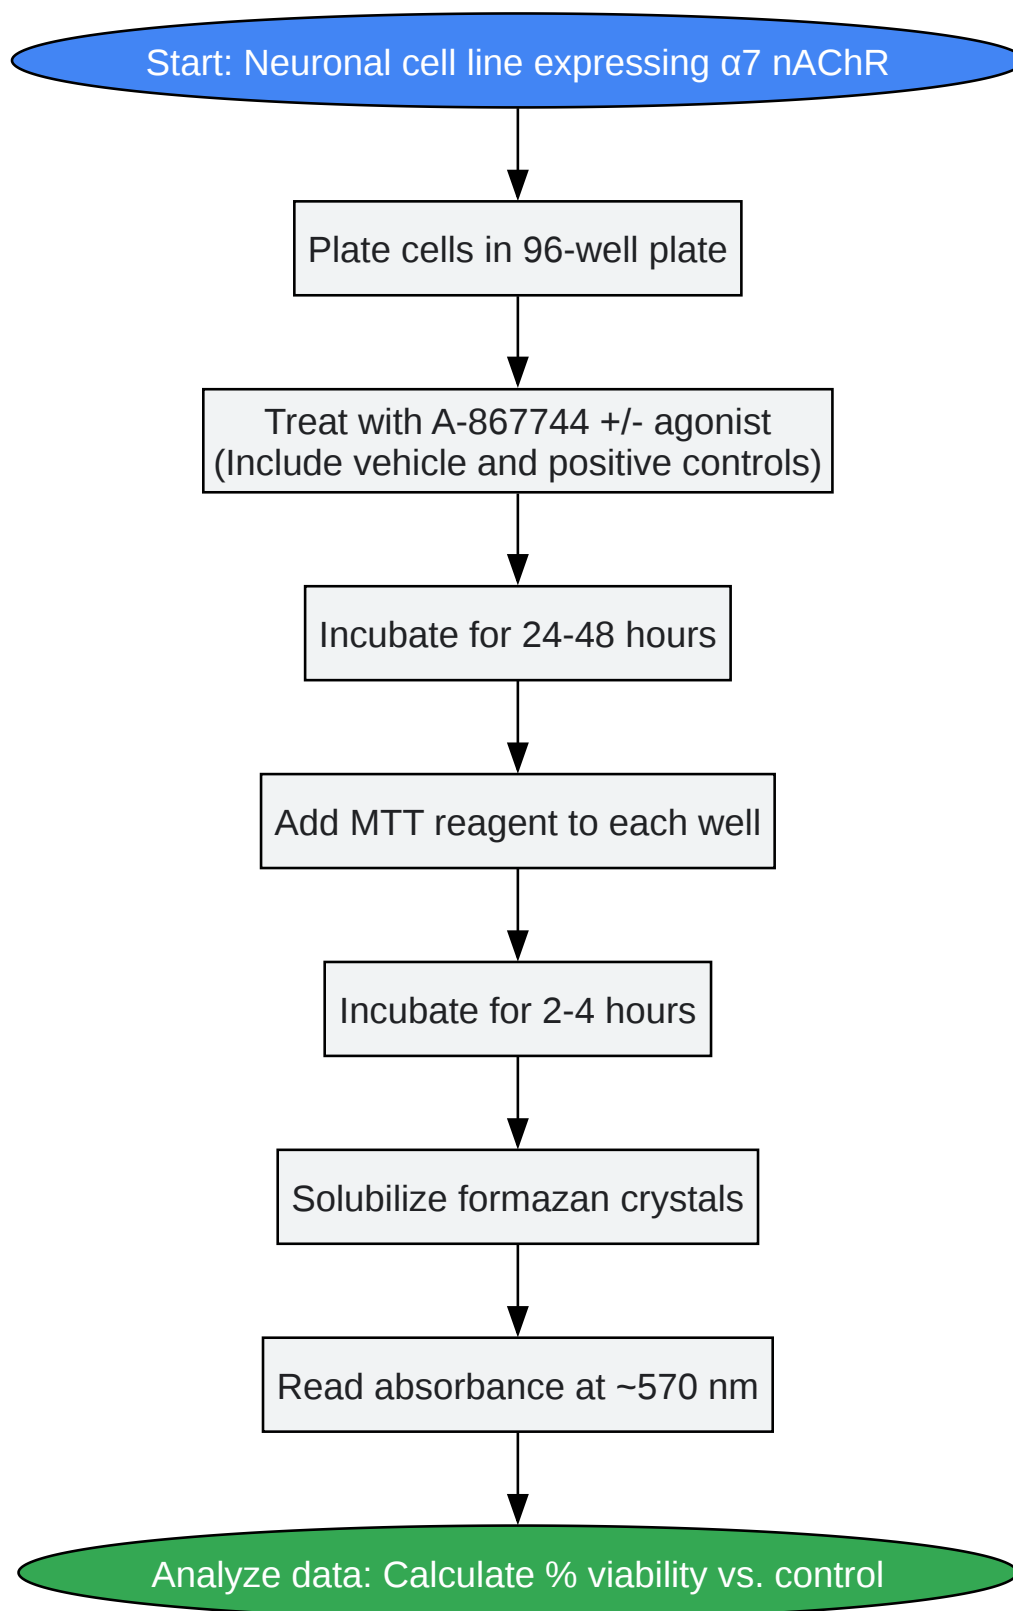 Start: Neuronal cell line expressing α7 nAChR
Plate cells in 96-well plate
Treat with A-867744 +/- agonist
(Include vehicle and positive controls)
Incubate for 24-48 hours
Add MTT reagent to each well
Incubate for 2-4 hours
Solubilize formazan crystals
Read absorbance at ~570 nm
Analyze data: Calculate % viability vs. control